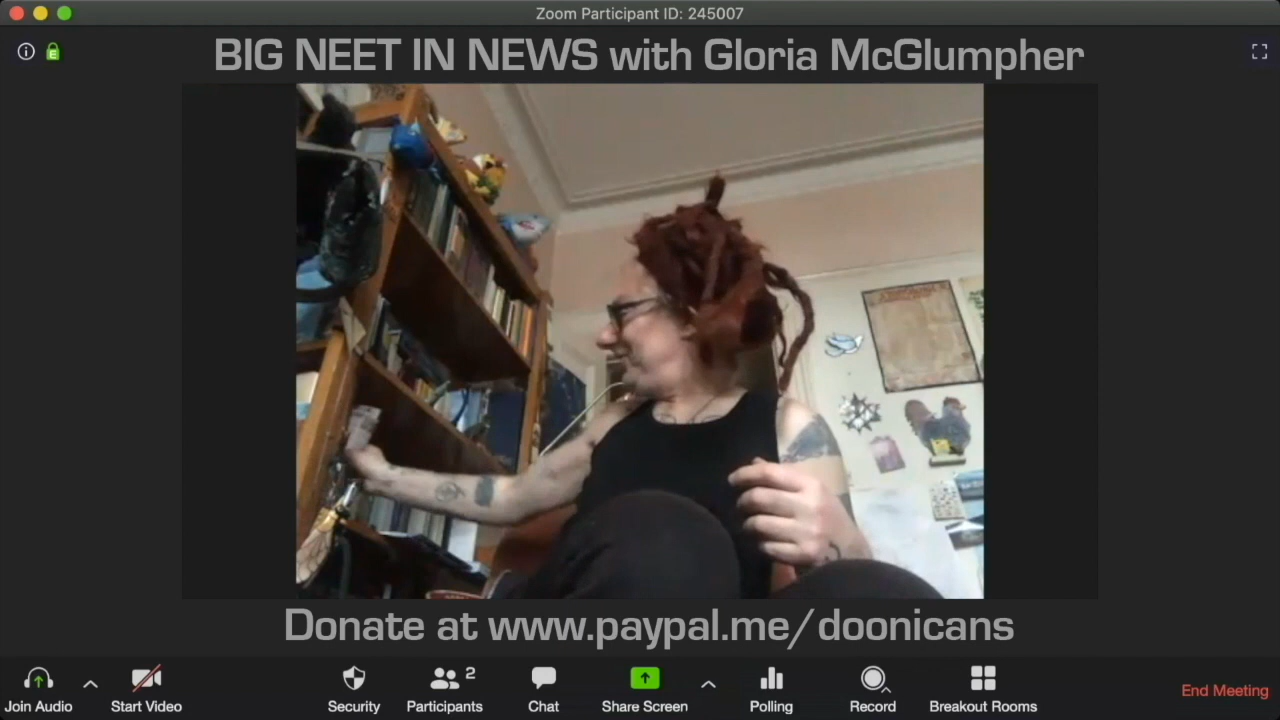 Zoom Participant ID: 245007
BIG NEET IN NEWS with Gloria McGlumpher
Donate at www.paypal.me/doonicans
Join Audio
Start Video
Security
Participants
2
Chat
Share Screen
Polling
Record
Breakout Rooms
End Meeting